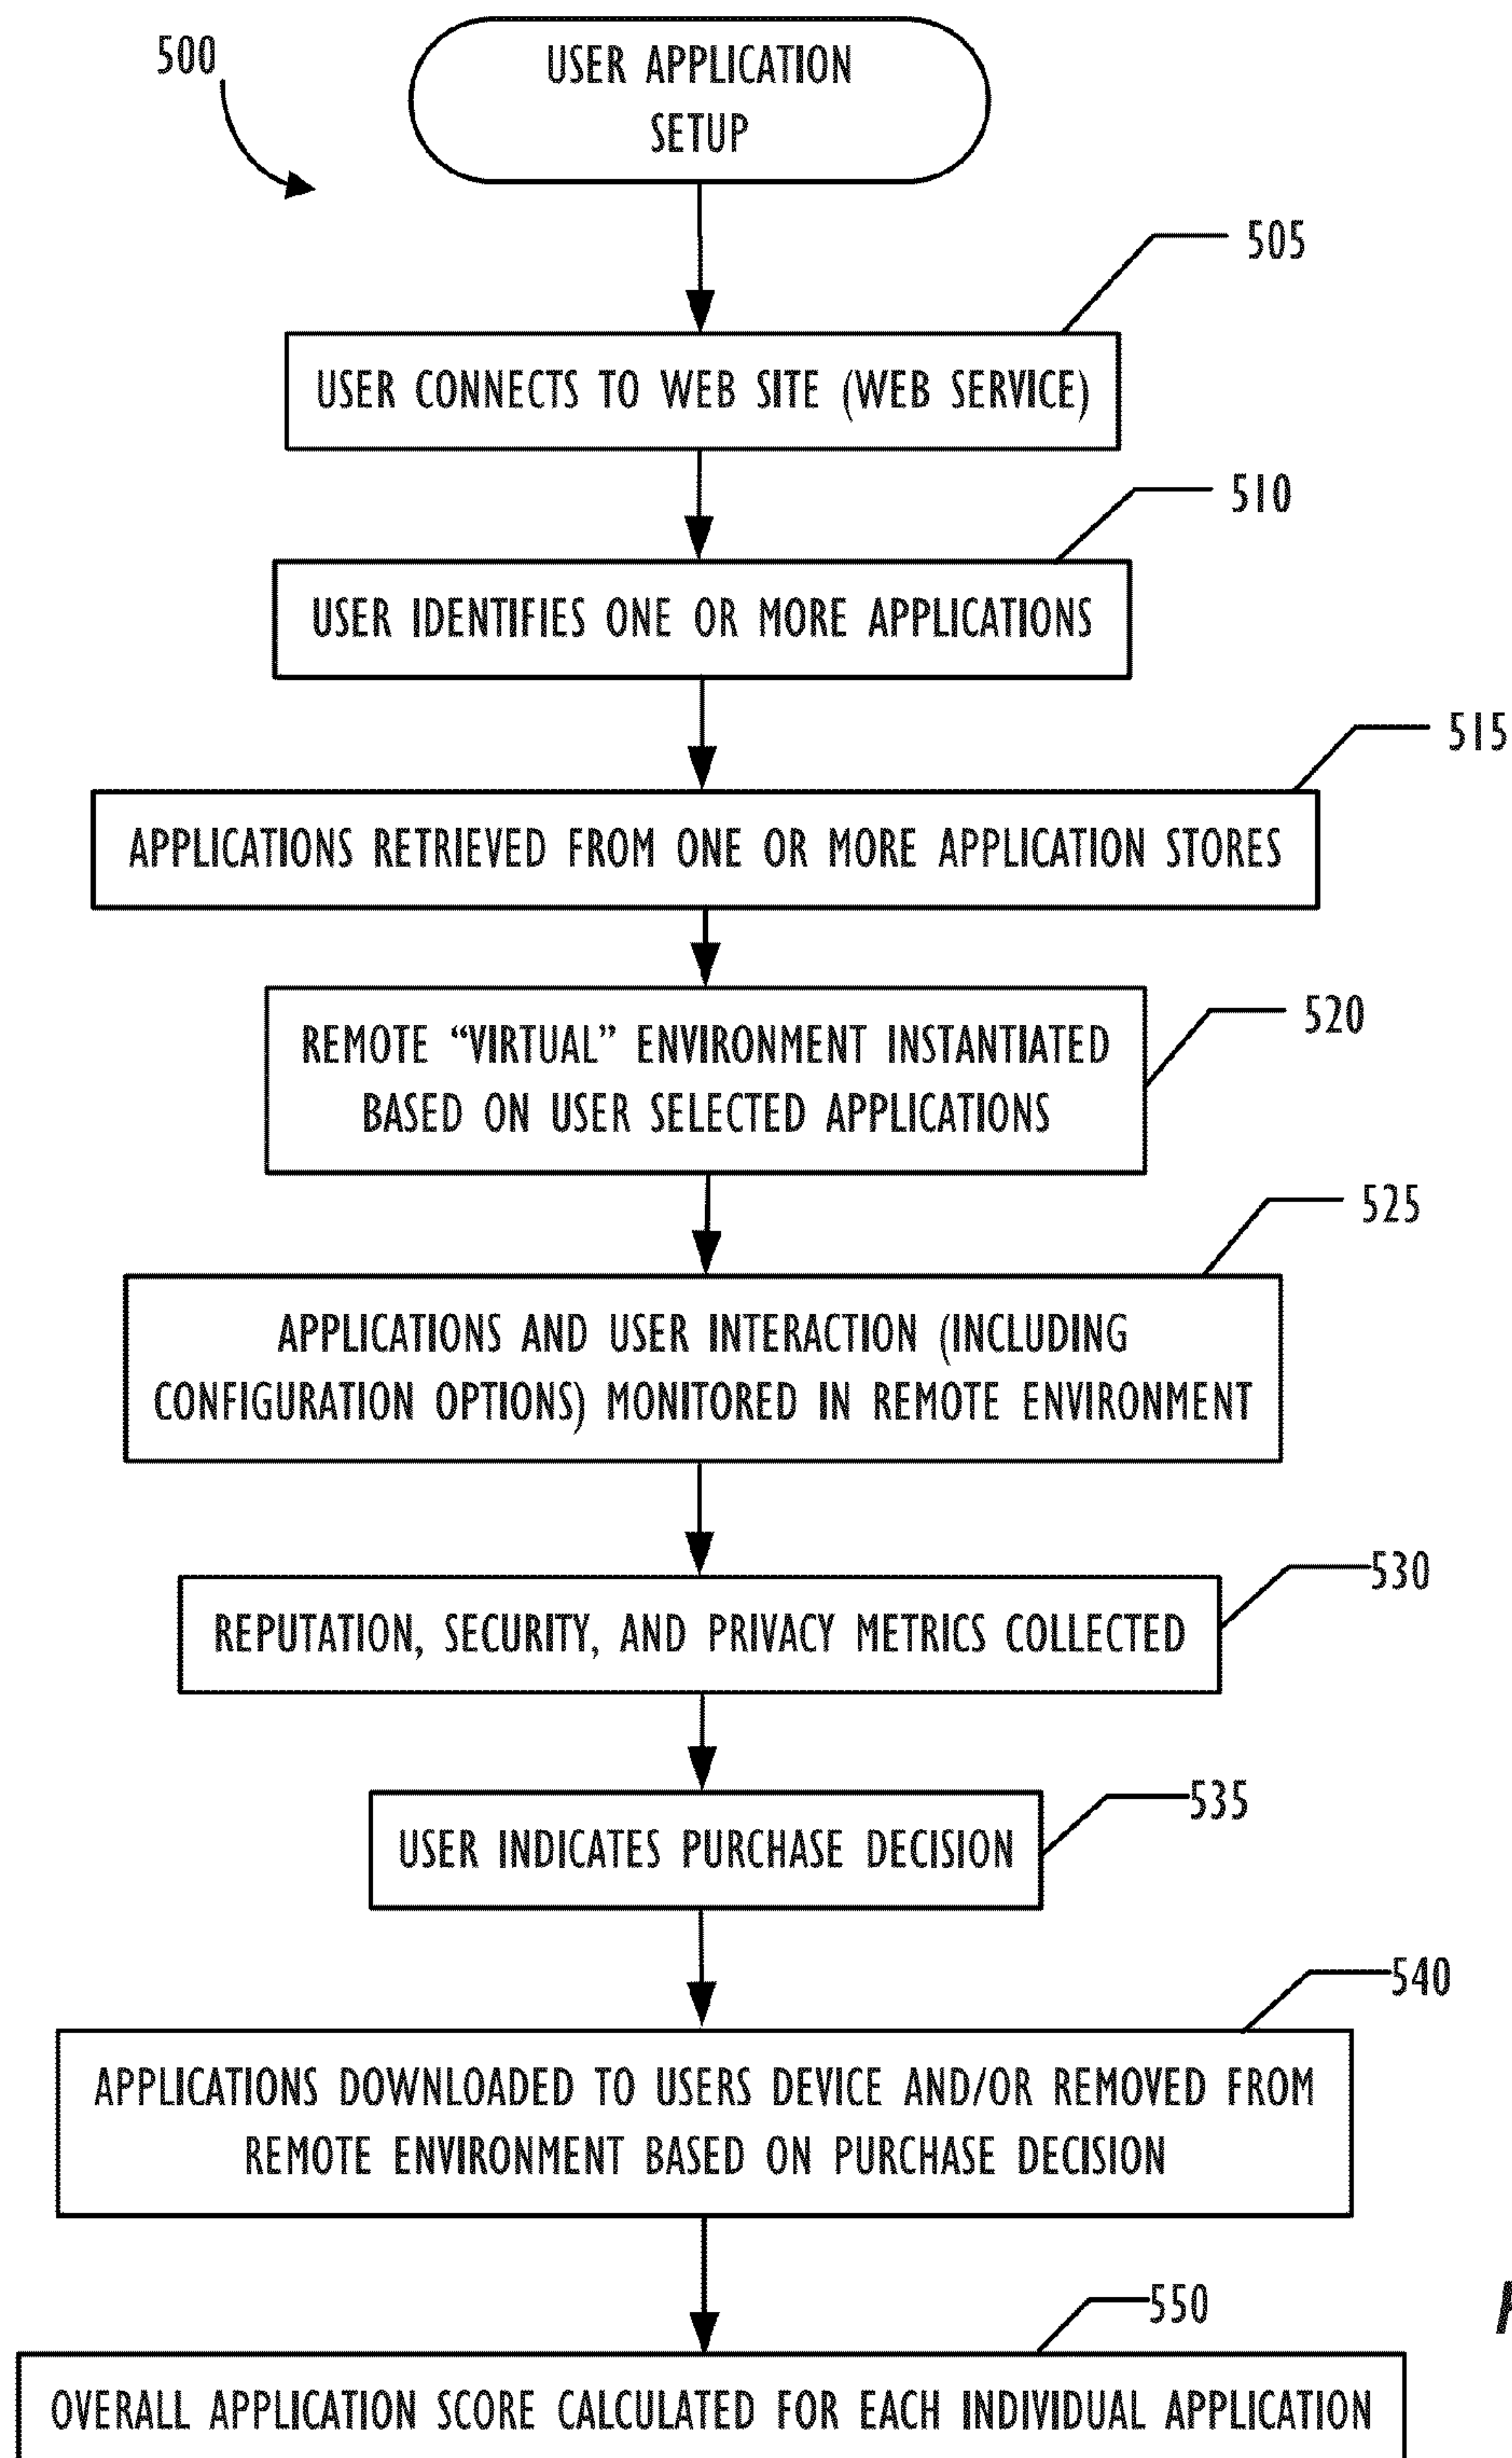 500
USER APPLICATION
SETUP
505
USER CONNECTS TO WEB SITE (WEB SERVICE)
510
USER IDENTIFIES ONE OR MORE APPLICATIONS
515
APPLICATIONS RETRIEVED FROM ONE OR MORE APPLICATION STORES
520
REMOTE “VIRTUAL” ENVIRONMENT INSTANTIATED
BASED ON USER SELECTED APPLICATIONS
525
APPLICATIONS AND USER INTERACTION (INCLUDING
CONFIGURATION OPTIONS) MONITORED IN REMOTE ENVIRONMENT
530
REPUTATION, SECURITY, AND PRIVACY METRICS COLLECTED
535
USER INDICATES PURCHASE DECISION
540
APPLICATIONS DOWNLOADED TO USERS DEVICE AND/OR REMOVED FROM
REMOTE ENVIRONMENT BASED ON PURCHASE DECISION
550
OVERALL APPLICATION SCORE CALCULATED FOR EACH INDIVIDUAL APPLICATION